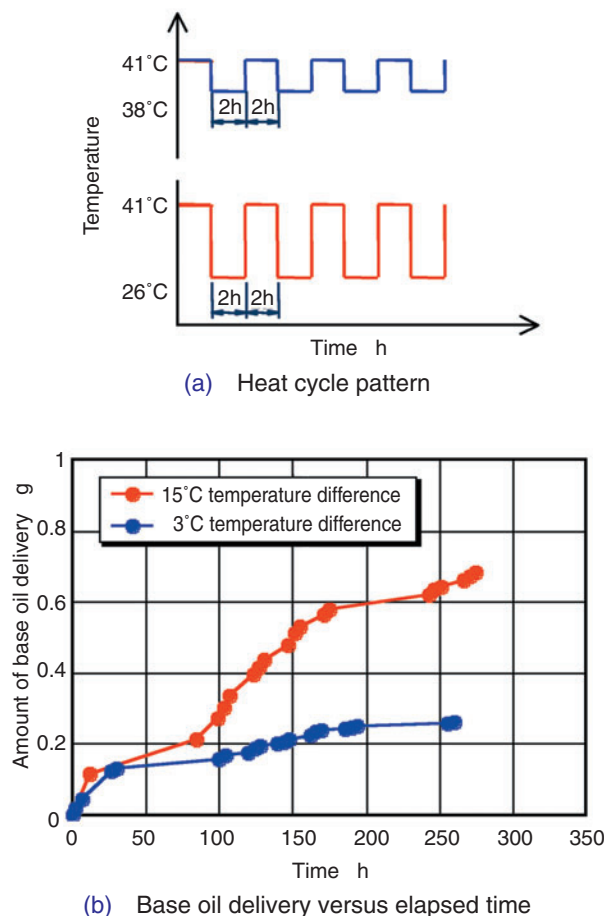 41°C
38°C
2h 2h
Temperature
41°C
26°C
2h 2h
Time h
(a) Heat cycle pattern
1
0.8
0.6
0.4
0.2
0
15°C temperature difference
3°C temperature difference
Amount of base oil delivery g
0 50 100 150 200 250 300 350
Time h
(b) Base oil delivery versus elapsed time